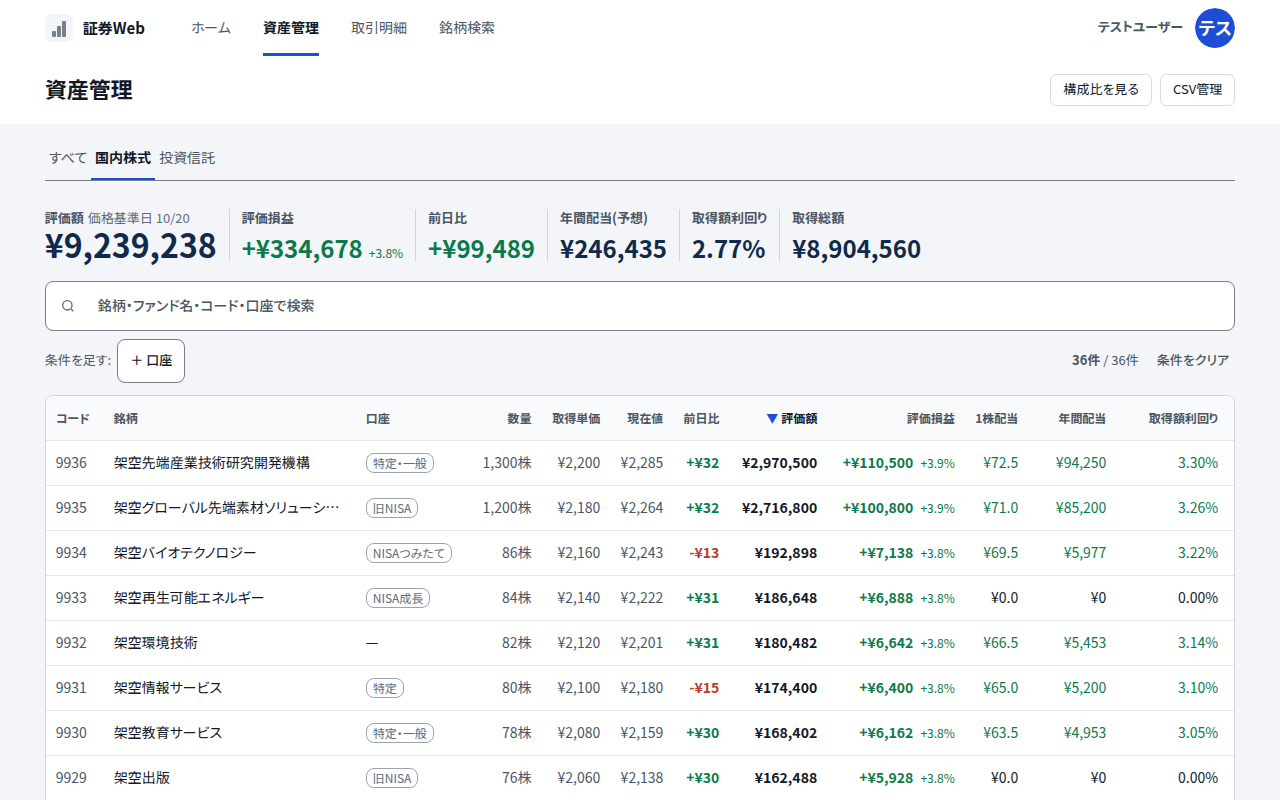 証券Web ホーム 資産管理 取引明細 銘柄検索 テストユーザー テス
資産管理 構成比を見る CSV管理
すべて 国内株式 投資信託
評価額 価格基準日 10/20 評価損益 前日比 年間配当(予想) 取得額利回り 取得総額
¥9,239,238 +¥334,678 +3.8% +¥99,489 ¥246,435 2.77% ¥8,904,560
銘柄・ファンド名・コード・口座で検索
条件を足す: ＋ 口座 36件 / 36件 条件をクリア
コード 銘柄 口座 数量 取得単価 現在値 前日比 ▼ 評価額 評価損益 1株配当 年間配当 取得額利回り
9936 架空先端産業技術研究開発機構 特定・一般 1,300株 ¥2,200 ¥2,285 +¥32 ¥2,970,500 +¥110,500 +3.9% ¥72.5 ¥94,250 3.30%
9935 架空グローバル先端素材ソリューシ… 旧NISA 1,200株 ¥2,180 ¥2,264 +¥32 ¥2,716,800 +¥100,800 +3.9% ¥71.0 ¥85,200 3.26%
9934 架空バイオテクノロジー NISAつみたて 86株 ¥2,160 ¥2,243 -¥13 ¥192,898 +¥7,138 +3.8% ¥69.5 ¥5,977 3.22%
9933 架空再生可能エネルギー NISA成長 84株 ¥2,140 ¥2,222 +¥31 ¥186,648 +¥6,888 +3.8% ¥0.0 ¥0 0.00%
9932 架空環境技術 — 82株 ¥2,120 ¥2,201 +¥31 ¥180,482 +¥6,642 +3.8% ¥66.5 ¥5,453 3.14%
9931 架空情報サービス 特定 80株 ¥2,100 ¥2,180 -¥15 ¥174,400 +¥6,400 +3.8% ¥65.0 ¥5,200 3.10%
9930 架空教育サービス 特定・一般 78株 ¥2,080 ¥2,159 +¥30 ¥168,402 +¥6,162 +3.8% ¥63.5 ¥4,953 3.05%
9929 架空出版 旧NISA 76株 ¥2,060 ¥2,138 +¥30 ¥162,488 +¥5,928 +3.8% ¥0.0 ¥0 0.00%